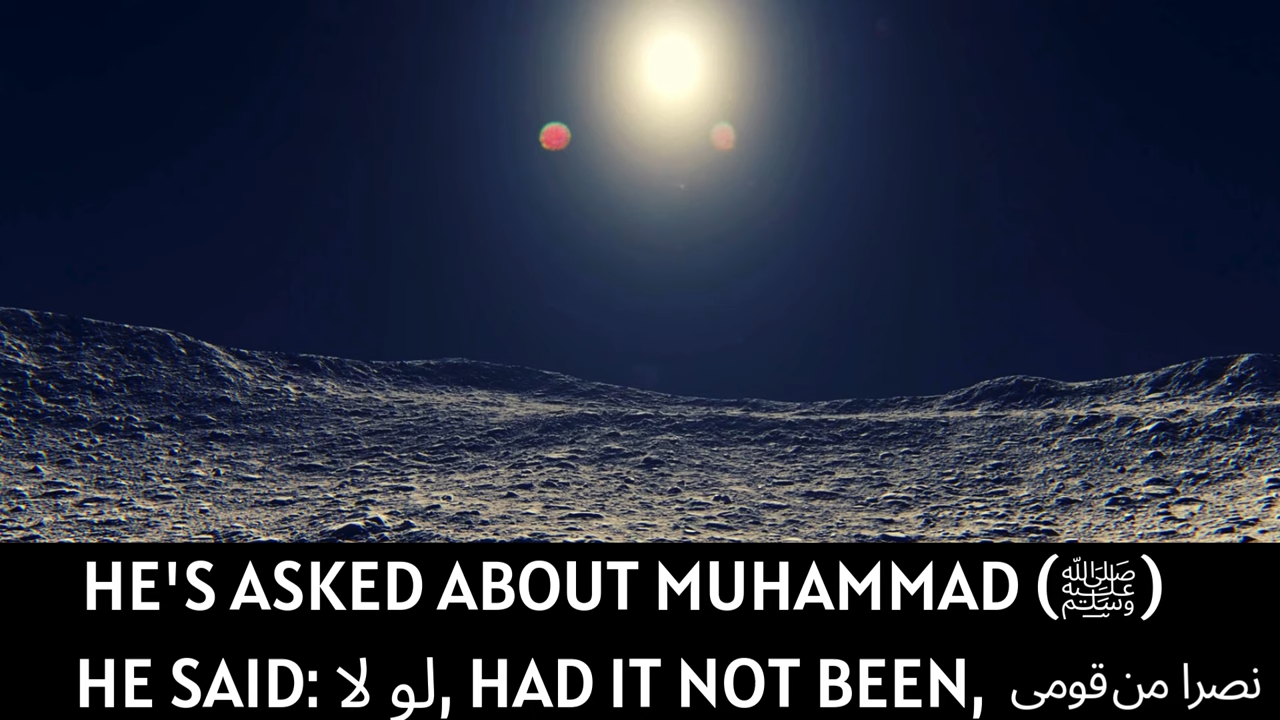 HE'S ASKED ABOUT MUHAMMAD (ﷺ)
HE SAID: لو لا, HAD IT NOT BEEN, نصرا من قومى